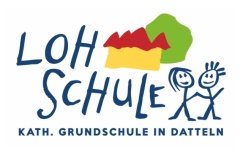 LOH
SCHULE
KATH. GRUNDSCHULE IN DATTELN